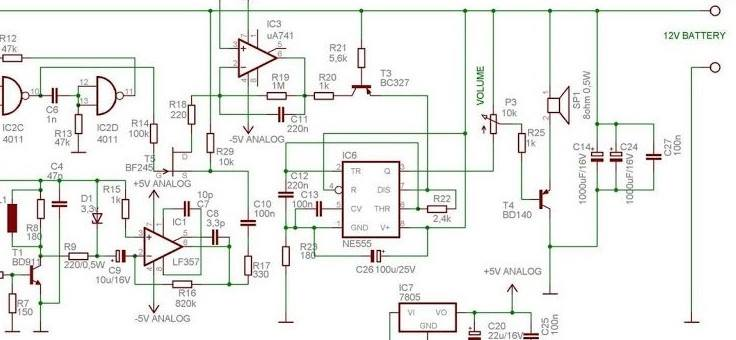 R12
47k
IC2C
4011
C6
1n
R13
47k
IC2D
4011
R14
100k
R18
220
IC3
uA741
R19
1M
C11
220n
-5V ANALOG
R20
1k
R21
5,6k
T3
BC327
R29
10k
T5
BF245
D
G
S
+5V ANALOG
VOLUME
P3
10k
R25
1k
SP1
8ohm 0,5W
T4
BD140
12V BATTERY
C14
1000uF/16V
C24
1000uF/16V
C27
100n
L1
R8
180
C4
47p
D1
3,3v
R15
1k
T1
BD911
R9
220/0,5W
C9
10u/16V
R7
150
10p
C7
IC1
LF357
C8
3,3p
R16
820k
-5V ANALOG
C10
100n
R17
330
C12
220n
C13
100n
R23
180
IC6
TR
Q
R
DIS
CV
THR
GND
V+
NE555
R22
2,4k
C26 100u/25V
+5V ANALOG
IC7
7805
VI
VO
GND
C20
22u/16V
C25
100n